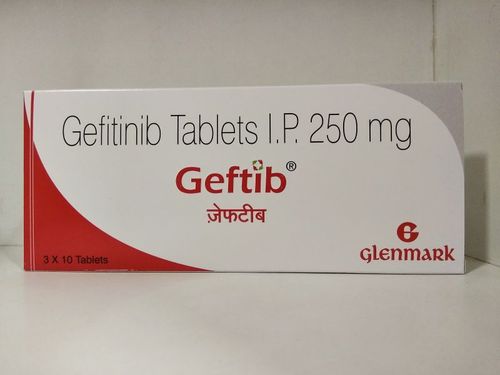 Gefitinib Tablets I.P. 250 mg
Geftib®
ज़ेफटीब
3 X 10 Tablets
G
glenmark